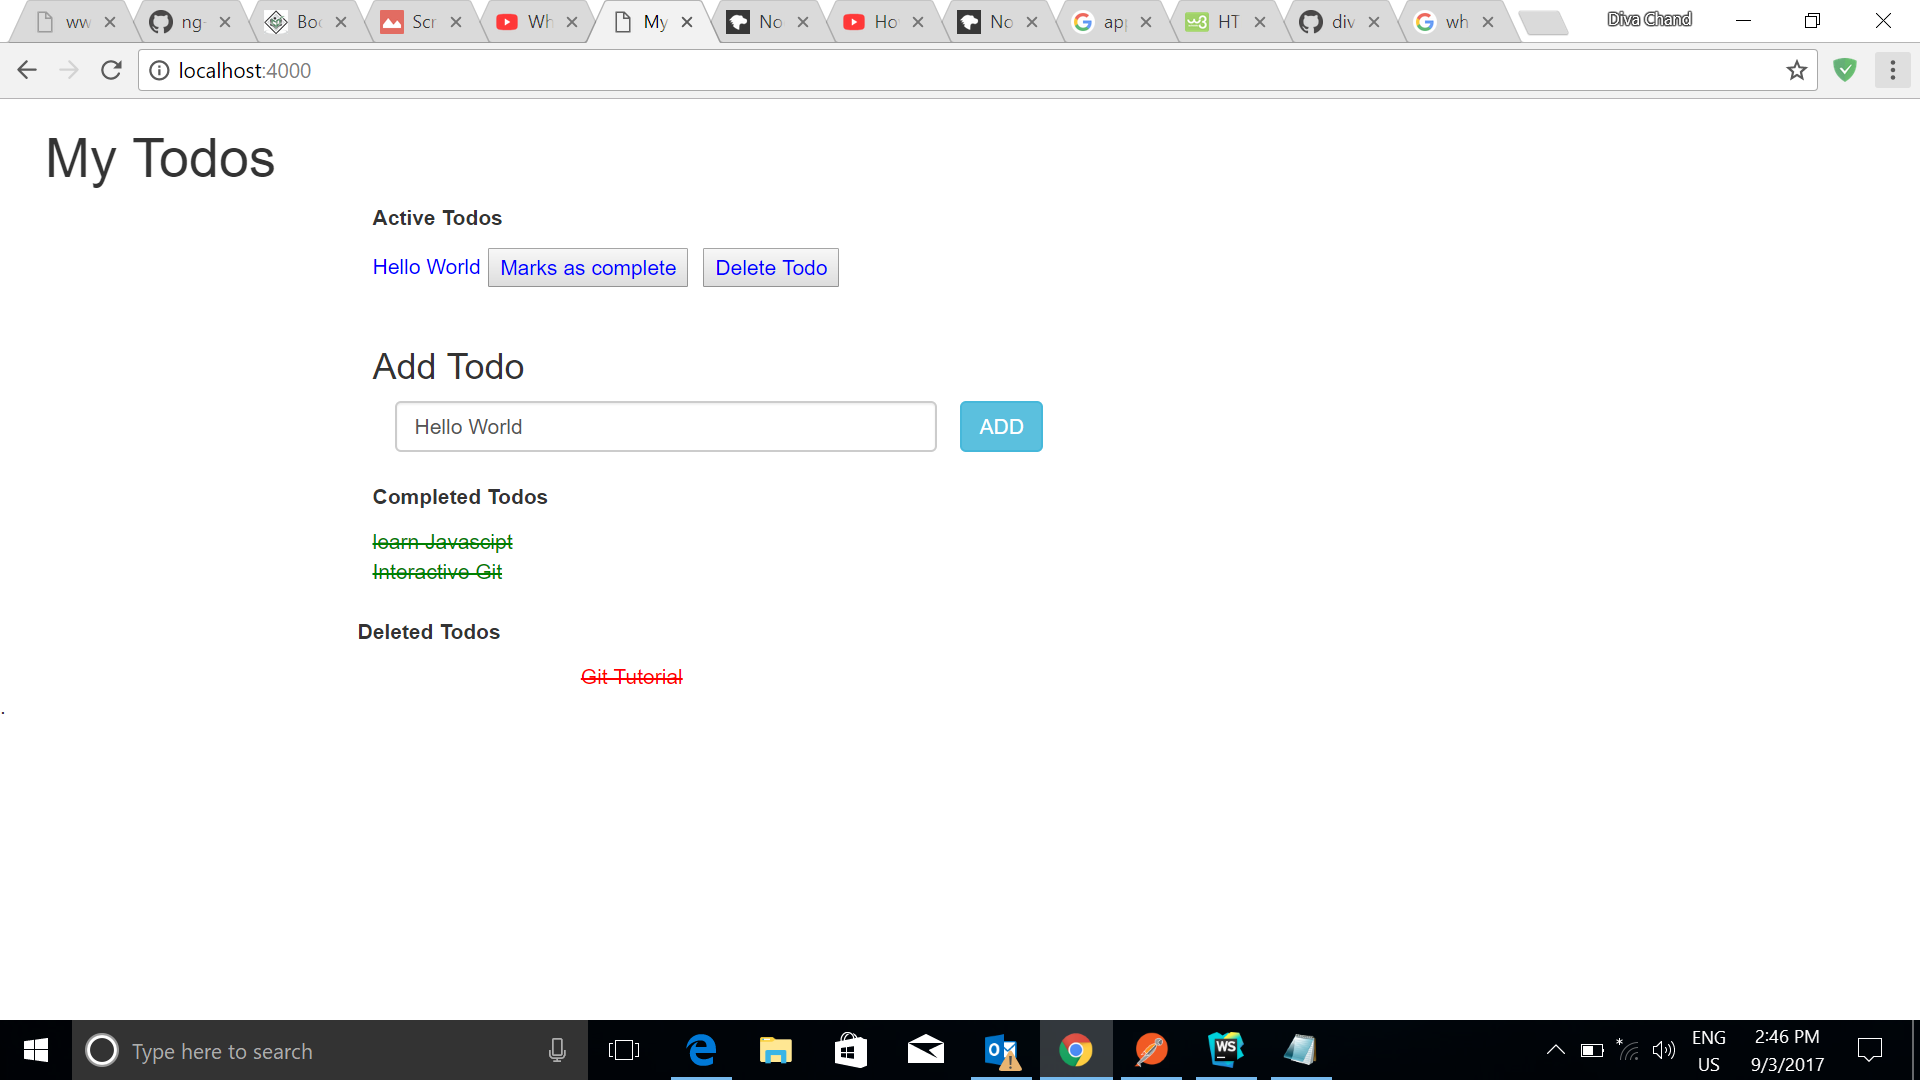 ww ng- Boo Scr Wh My No Ho No app HT div wh Diva Chand
localhost:4000
My Todos
Active Todos
Hello World Marks as complete Delete Todo
Add Todo
Hello World ADD
Completed Todos
learn Javascipt
Interactive Git
Deleted Todos
Git Tutorial
.
Type here to search
ENG
US
2:46 PM
9/3/2017